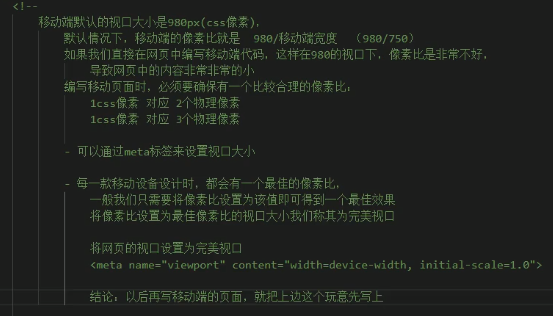 <!--
移动端默认的视口大小是980px(css像素),
默认情况下，移动端的像素比就是 980/移动端宽度 （980/750）
如果我们直接在网页中编写移动端代码，这样在980的视口下，像素比是非常不好，
导致网页中的内容非常非常的小
编写移动页面时，必须要确保有一个比较合理的像素比：
1css像素 对应 2个物理像素
1css像素 对应 3个物理像素
- 可以通过meta标签来设置视口大小
- 每一款移动设备设计时，都会有一个最佳的像素比，
一般我们只需要将像素比设置为该值即可得到一个最佳效果
将像素比设置为最佳像素比的视口大小我们称其为完美视口
将网页的视口设置为完美视口
<meta name="viewport" content="width=device-width, initial-scale=1.0">
结论：以后再写移动端的页面，就把上边这个玩意先写上